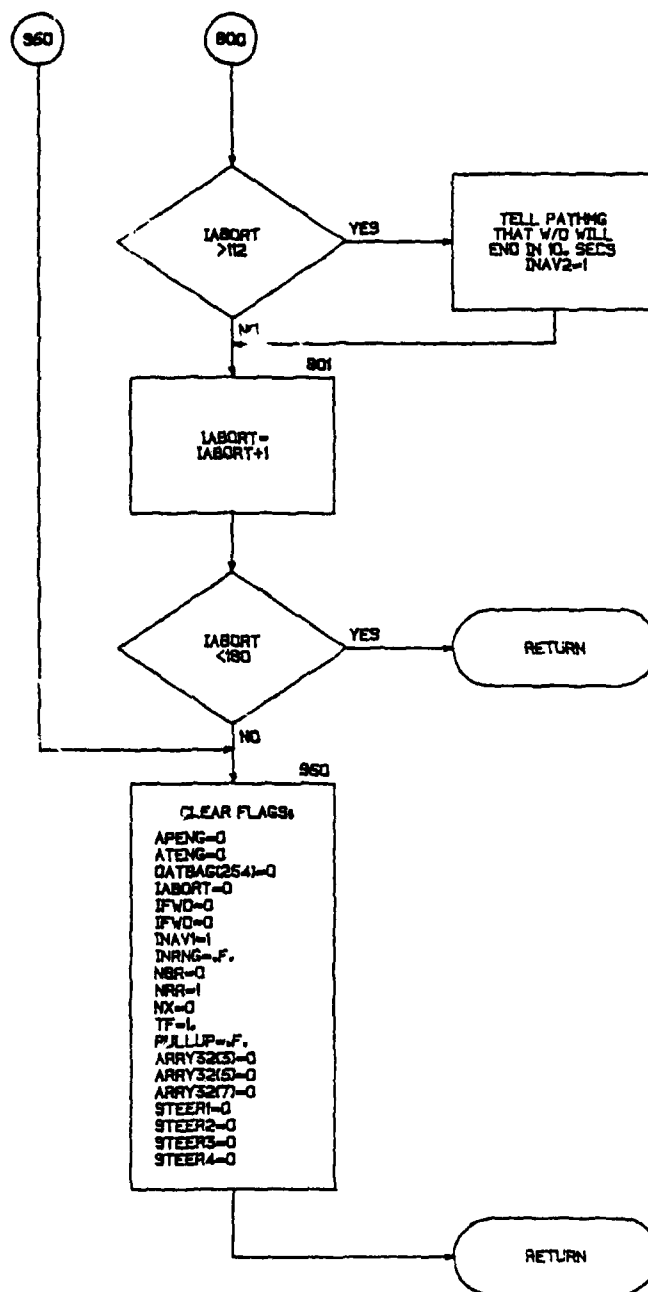 960
800
IABORT
>112
YES
TELL PATHMG
THAT W/D WILL
END IN 10. SECS
INAV2=1
NO
801
IABORT=
IABORT+1
IABORT
<180
YES
RETURN
NO
960
CLEAR FLAGS:
APENG=0
ATENG=0
DATBAG(254)=0
IABORT=0
IFWD=0
IFWD=0
INAV1=1
INRNG=.F.
NBR=0
NRR=1
NX=0
TF=1.
PULLUP=.F.
ARRY32(3)=0
ARRY32(5)=0
ARRY32(7)=0
STEER1=0
STEER2=0
STEER3=0
STEER4=0
RETURN